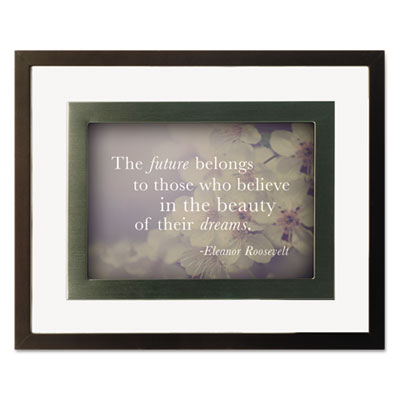 The future belongs
to those who believe
in the beauty
of their dreams.
-Eleanor Roosevelt